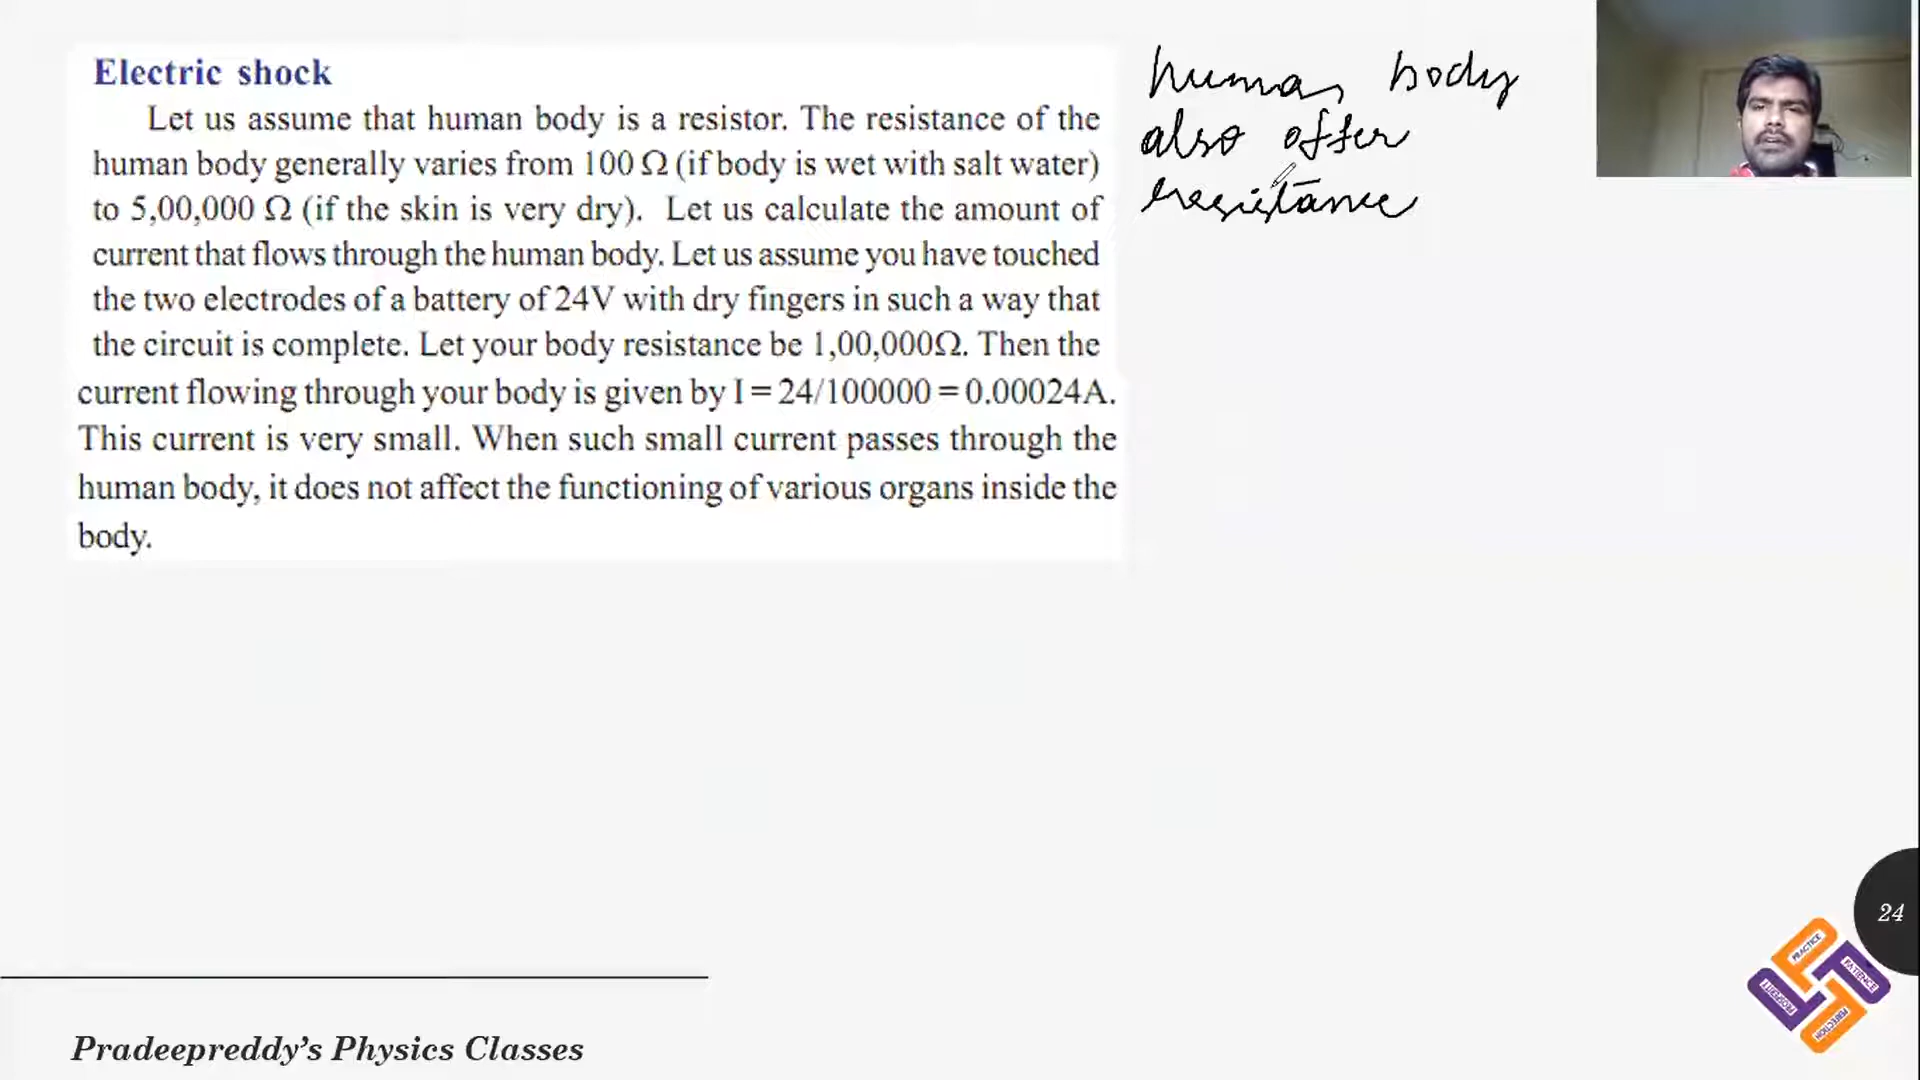 Electric shock
Let us assume that human body is a resistor. The resistance of the
human body generally varies from 100 Ω (if body is wet with salt water)
to 5,00,000 Ω (if the skin is very dry). Let us calculate the amount of
current that flows through the human body. Let us assume you have touched
the two electrodes of a battery of 24V with dry fingers in such a way that
the circuit is complete. Let your body resistance be 1,00,000Ω. Then the
current flowing through your body is given by I = 24/100000 = 0.00024A.
This current is very small. When such small current passes through the
human body, it does not affect the functioning of various organs inside the
body.
human body
also offer
resistance
24
PRACTICE
PATIENCE
PROSPERITY
PERFECTION
Pradeepreddy's Physics Classes